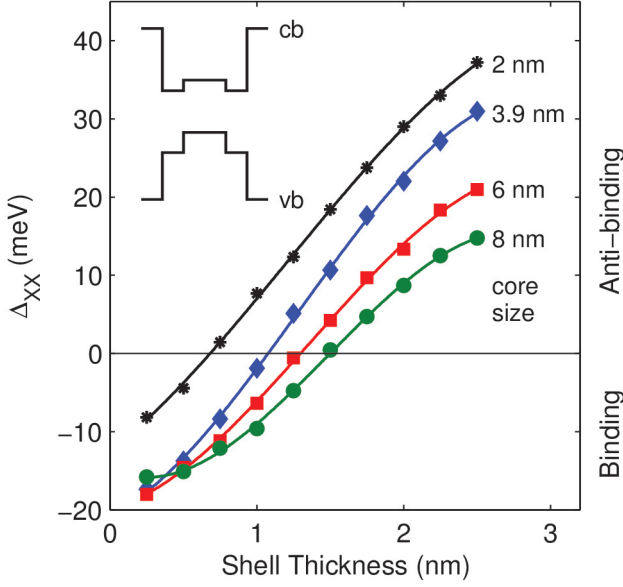 cb
vb
40
30
20
10
0
−10
−20
ΔXX (meV)
2 nm
3.9 nm
6 nm
8 nm
core
size
Anti−binding
Binding
0
1
2
3
Shell Thickness (nm)